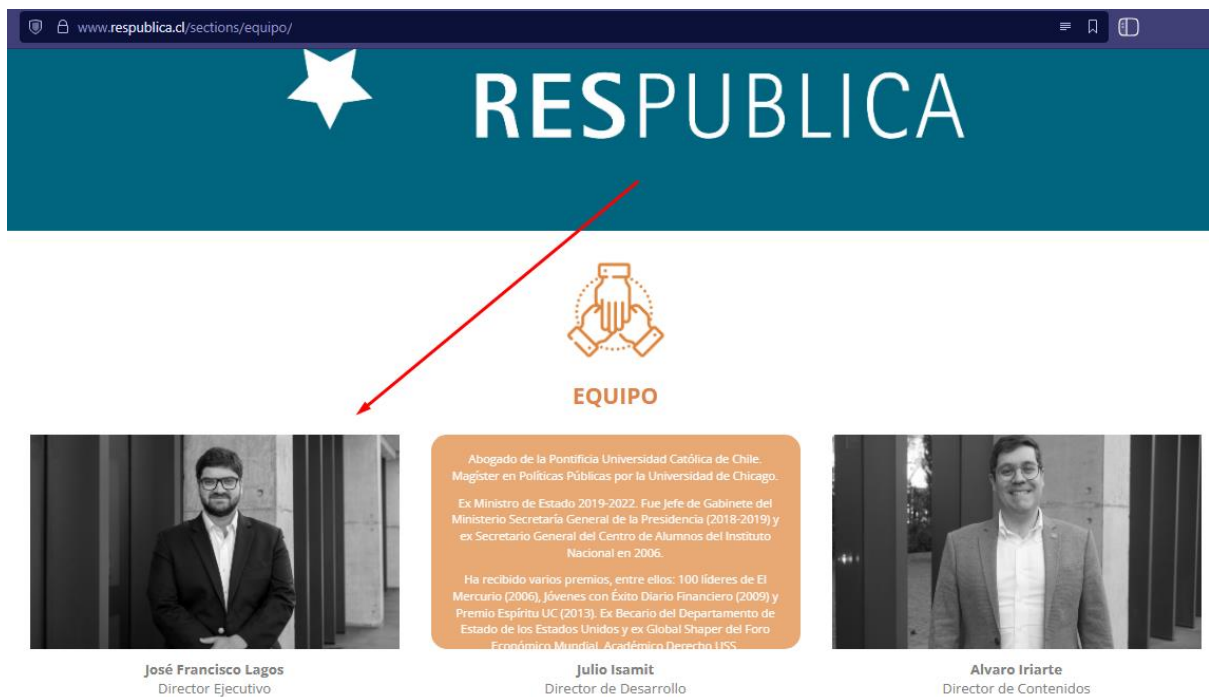 www.respublica.cl/sections/equipo/
RESPUBLICA
EQUIPO
Abogado de la Pontificia Universidad Católica de Chile.
Magíster en Políticas Públicas por la Universidad de Chicago.
Ex Ministro de Estado 2019-2022. Fue Jefe de Gabinete del
Ministerio Secretaría General de la Presidencia (2018-2019) y
ex Secretario General del Centro de Alumnos del Instituto
Nacional en 2006.
Ha recibido varios premios, entre ellos: 100 líderes de El
Mercurio (2006), Jóvenes con Éxito Diario Financiero (2009) y
Premio Espíritu UC (2013). Ex Becario del Departamento de
Estado de los Estados Unidos y ex Global Shaper del Foro
Económico Mundial. Académico Derecho USS.
José Francisco Lagos
Director Ejecutivo
Julio Isamit
Director de Desarrollo
Alvaro Iriarte
Director de Contenidos